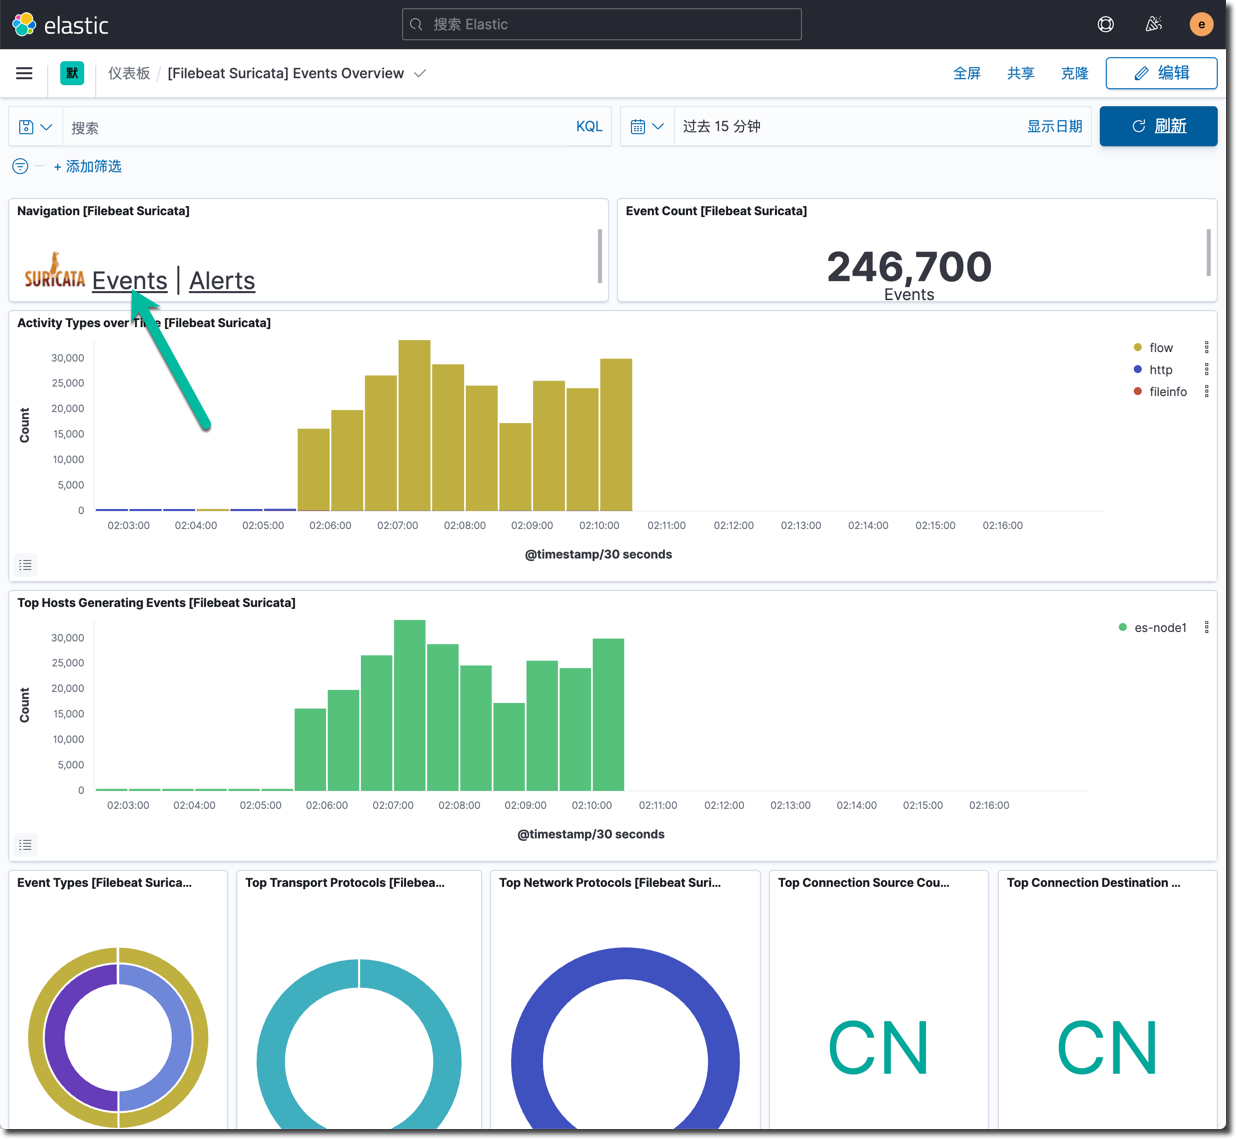 elastic
搜索 Elastic
e
默
仪表板 / [Filebeat Suricata] Events Overview
全屏 共享 克隆 编辑
搜索 KQL
过去 15 分钟 显示日期
刷新
+ 添加筛选
Navigation [Filebeat Suricata]
SURICATA Events | Alerts
Event Count [Filebeat Suricata]
246,700
Events
Activity Types over Time [Filebeat Suricata]
30,000
25,000
20,000
15,000
10,000
5,000
0
Count
02:03:00 02:04:00 02:05:00 02:06:00 02:07:00 02:08:00 02:09:00 02:10:00 02:11:00 02:12:00 02:13:00 02:14:00 02:15:00 02:16:00
@timestamp/30 seconds
flow
http
fileinfo
Top Hosts Generating Events [Filebeat Suricata]
30,000
25,000
20,000
15,000
10,000
5,000
0
Count
02:03:00 02:04:00 02:05:00 02:06:00 02:07:00 02:08:00 02:09:00 02:10:00 02:11:00 02:12:00 02:13:00 02:14:00 02:15:00 02:16:00
@timestamp/30 seconds
es-node1
Event Types [Filebeat Surica...
Top Transport Protocols [Filebea...
Top Network Protocols [Filebeat Suri...
Top Connection Source Cou...
CN
Top Connection Destination ...
CN